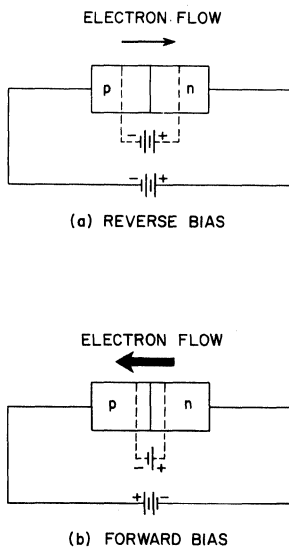 ELECTRON FLOW
p n
- +
- +
(a) REVERSE BIAS
ELECTRON FLOW
p n
- +
+ -
(b) FORWARD BIAS